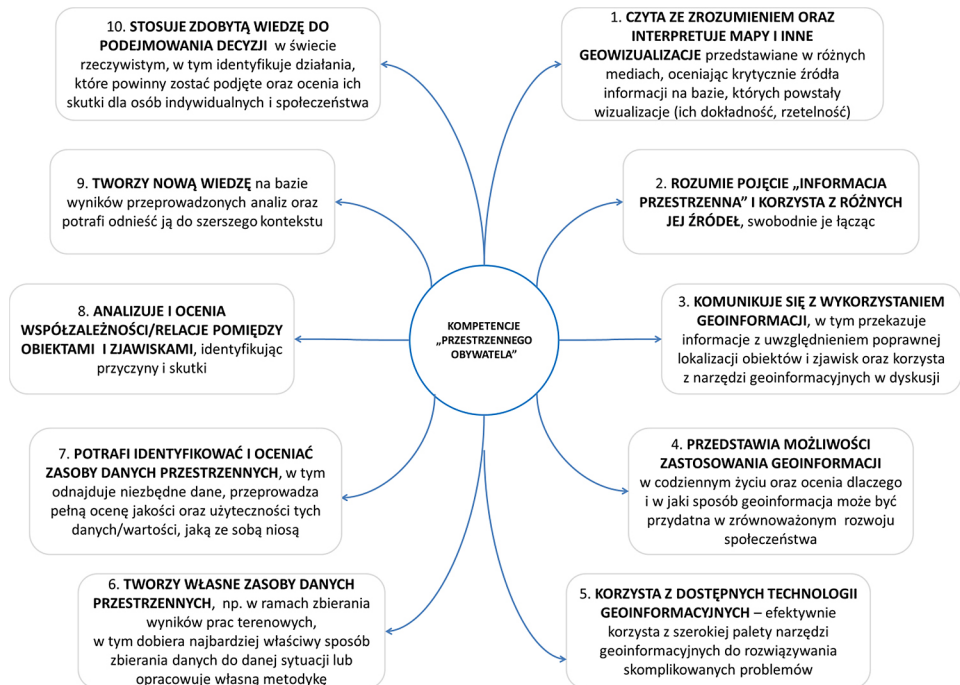 10. STOSUJE ZDOBYTĄ WIEDZĘ DO
PODEJMOWANIA DECYZJI w świecie
rzeczywistym, w tym identyfikuje działania,
które powinny zostać podjęte oraz ocenia ich
skutki dla osób indywidualnych i społeczeństwa
1. CZYTA ZE ZROZUMIENIEM ORAZ
INTERPRETUJE MAPY I INNE
GEOWIZUALIZACJE przedstawiane w różnych
mediach, oceniając krytycznie źródła
informacji na bazie, których powstały
wizualizacje (ich dokładność, rzetelność)
9. TWORZY NOWĄ WIEDZĘ na bazie
wyników przeprowadzonych analiz oraz
potrafi odnieść ją do szerszego kontekstu
2. ROZUMIE POJĘCIE „INFORMACJA
PRZESTRZENNA” I KORZYSTA Z RÓŻNYCH
JEJ ŹRÓDEŁ, swobodnie je łącząc
8. ANALIZUJE I OCENIA
WSPÓŁZALEŻNOŚCI/RELACJE POMIĘDZY
OBIEKTAMI I ZJAWISKAMI, identyfikując
przyczyny i skutki
KOMPETENCJE
„PRZESTRZENNEGO
OBYWATELA”
3. KOMUNIKUJE SIĘ Z WYKORZYSTANIEM
GEOINFORMACJI, w tym przekazuje
informacje z uwzględnieniem poprawnej
lokalizacji obiektów i zjawisk oraz korzysta
z narzędzi geoinformacyjnych w dyskusji
7. POTRAFI IDENTYFIKOWAĆ I OCENIAĆ
ZASOBY DANYCH PRZESTRZENNYCH, w tym
odnajduje niezbędne dane, przeprowadza
pełną ocenę jakości oraz użyteczności tych
danych/wartości, jaką ze sobą niosą
4. PRZEDSTAWIA MOŻLIWOŚCI
ZASTOSOWANIA GEOINFORMACJI
w codziennym życiu oraz ocenia dlaczego
i w jaki sposób geoinformacja może być
przydatna w zrównoważonym rozwoju
społeczeństwa
6. TWORZY WŁASNE ZASOBY DANYCH
PRZESTRZENNYCH, np. w ramach zbierania
wyników prac terenowych,
w tym dobiera najbardziej właściwy sposób
zbierania danych do danej sytuacji lub
opracowuje własną metodykę
5. KORZYSTA Z DOSTĘPNYCH TECHNOLOGII
GEOINFORMACYJNYCH – efektywnie
korzysta z szerokiej palety narzędzi
geoinformacyjnych do rozwiązywania
skomplikowanych problemów